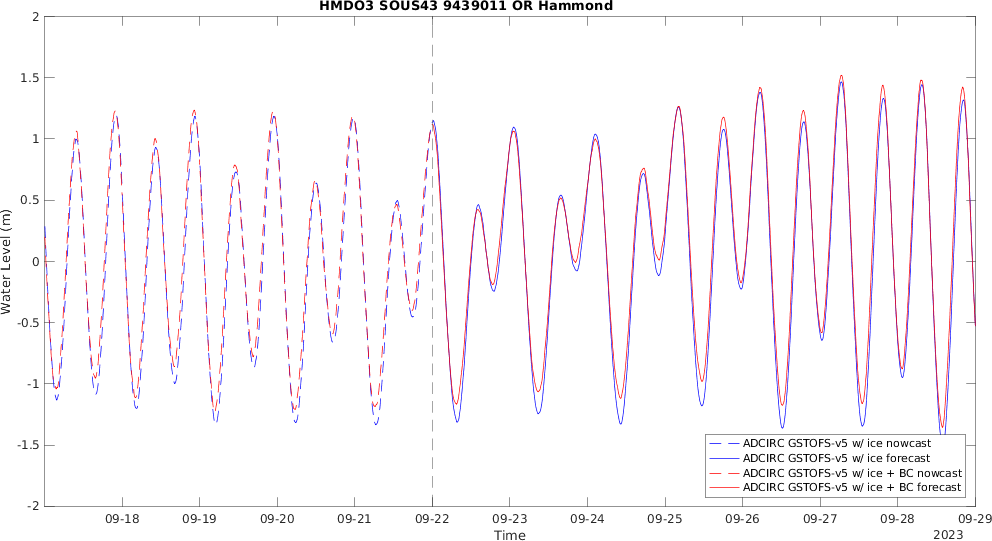 HMDO3 SOUS43 9439011 OR Hammond
2
1.5
1
0.5
0
-0.5
-1
-1.5
-2
Water Level (m)
09-18 09-19 09-20 09-21 09-22 09-23 09-24 09-25 09-26 09-27 09-28 09-29
2023
Time
ADCIRC GSTOFS-v5 w/ ice nowcast
ADCIRC GSTOFS-v5 w/ ice forecast
ADCIRC GSTOFS-v5 w/ ice + BC nowcast
ADCIRC GSTOFS-v5 w/ ice + BC forecast